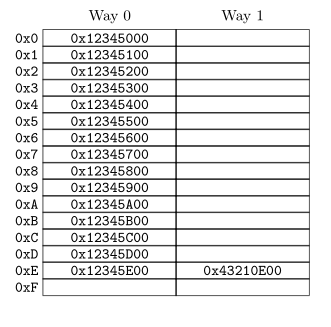 Way 0 Way 1
0x0 0x12345000
0x1 0x12345100
0x2 0x12345200
0x3 0x12345300
0x4 0x12345400
0x5 0x12345500
0x6 0x12345600
0x7 0x12345700
0x8 0x12345800
0x9 0x12345900
0xA 0x12345A00
0xB 0x12345B00
0xC 0x12345C00
0xD 0x12345D00
0xE 0x12345E00 0x43210E00
0xF